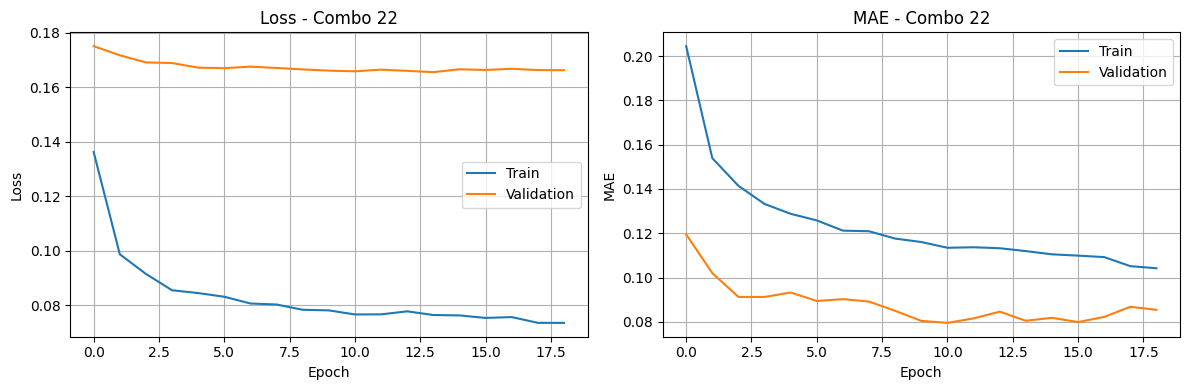 Loss - Combo 22
0.18
0.16
0.14
0.12
0.10
0.08
Loss
Train
Validation
0.0 2.5 5.0 7.5 10.0 12.5 15.0 17.5
Epoch
MAE - Combo 22
0.20
0.18
0.16
0.14
0.12
0.10
0.08
MAE
Train
Validation
0.0 2.5 5.0 7.5 10.0 12.5 15.0 17.5
Epoch